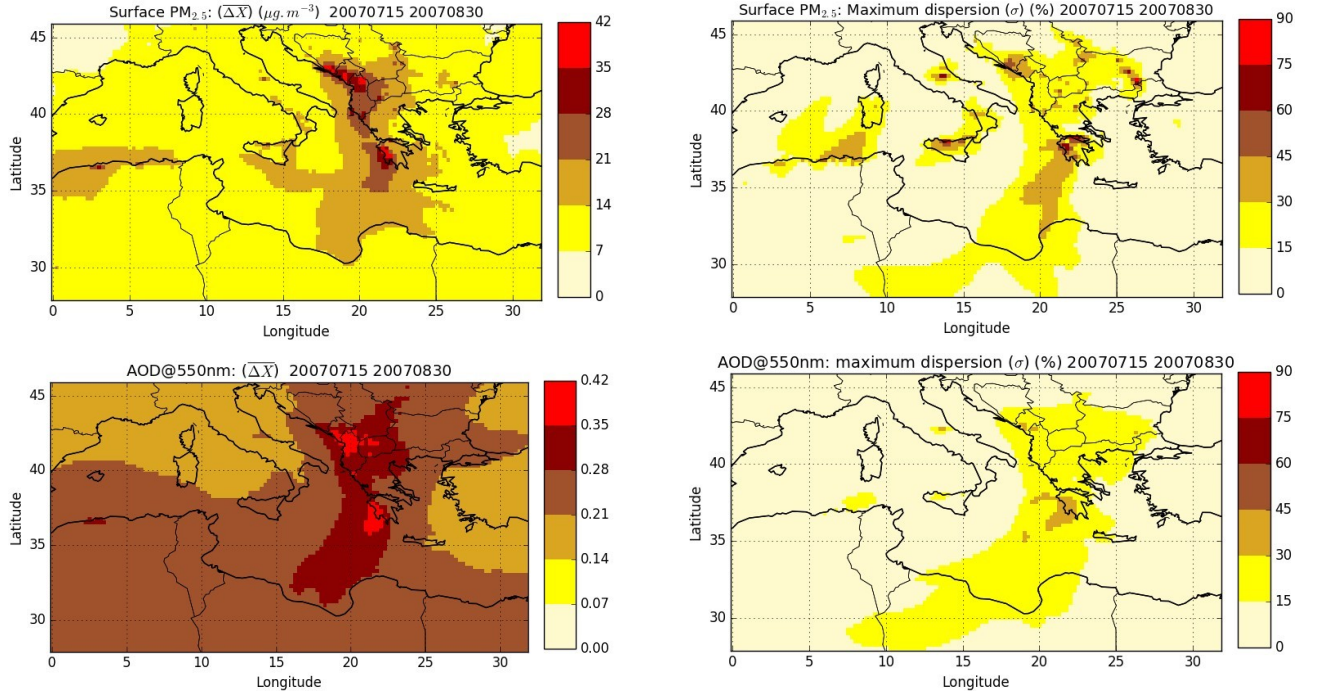 Surface PM₂.₅: (\overline{ΔX}) (μg.m⁻³) 20070715 20070830
45
40
35
30
0 5 10 15 20 25 30
Latitude
Longitude
42
35
28
21
14
7
0
Surface PM₂.₅: Maximum dispersion (σ) (%) 20070715 20070830
45
40
35
30
0 5 10 15 20 25 30
Latitude
Longitude
90
75
60
45
30
15
0
AOD@550nm: (\overline{ΔX}) 20070715 20070830
45
40
35
30
0 5 10 15 20 25 30
Latitude
Longitude
0.42
0.35
0.28
0.21
0.14
0.07
0.00
AOD@550nm: maximum dispersion (σ) (%) 20070715 20070830
45
40
35
30
0 5 10 15 20 25 30
Latitude
Longitude
90
75
60
45
30
15
0